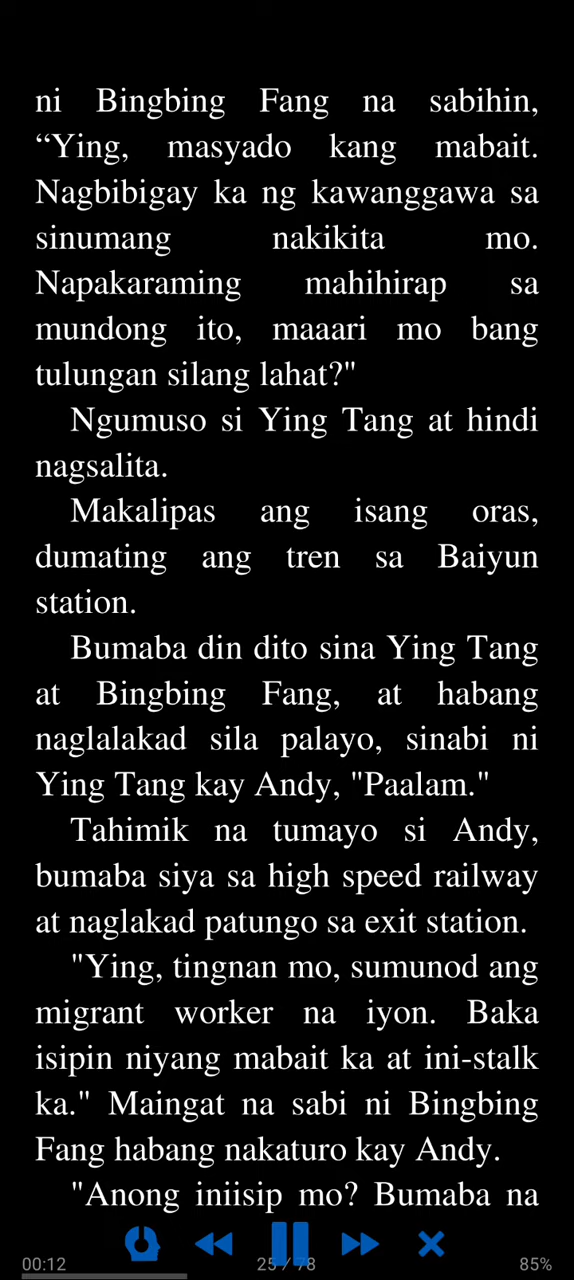 ni Bingbing Fang na sabihin,
“Ying, masyado kang mabait.
Nagbibigay ka ng kawanggawa sa
sinumang nakikita mo.
Napakaraming mahihirap sa
mundong ito, maaari mo bang
tulungan silang lahat?"
Ngumuso si Ying Tang at hindi
nagsalita.
Makalipas ang isang oras,
dumating ang tren sa Baiyun
station.
Bumaba din dito sina Ying Tang
at Bingbing Fang, at habang
naglalakad sila palayo, sinabi ni
Ying Tang kay Andy, "Paalam."
Tahimik na tumayo si Andy,
bumaba siya sa high speed railway
at naglakad patungo sa exit station.
"Ying, tingnan mo, sumunod ang
migrant worker na iyon. Baka
isipin niyang mabait ka at ini-stalk
ka." Maingat na sabi ni Bingbing
Fang habang nakaturo kay Andy.
"Anong iniisip mo? Bumaba na
00:12 25 / 78 85%